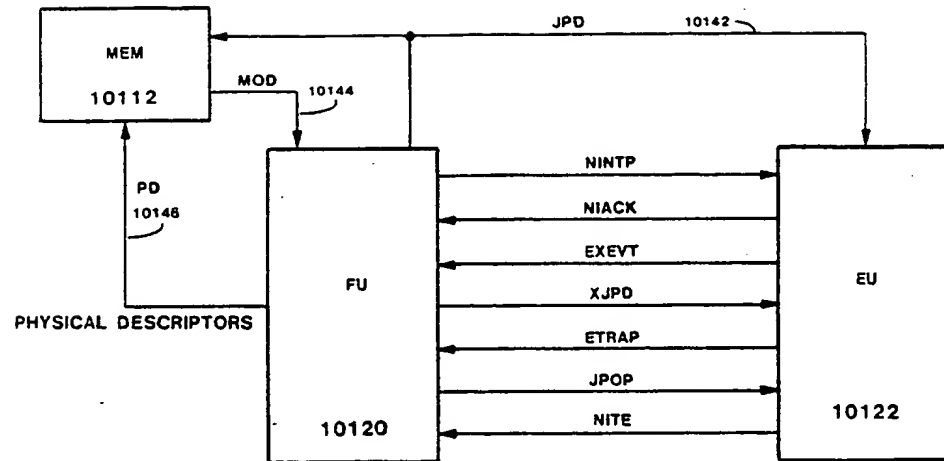 JPD
10142
MEM
10112
MOD
10144
PD
10146
PHYSICAL DESCRIPTORS
FU
10120
NINTP
NIACK
EXEVT
XJPD
ETRAP
JPOP
NITE
EU
10122